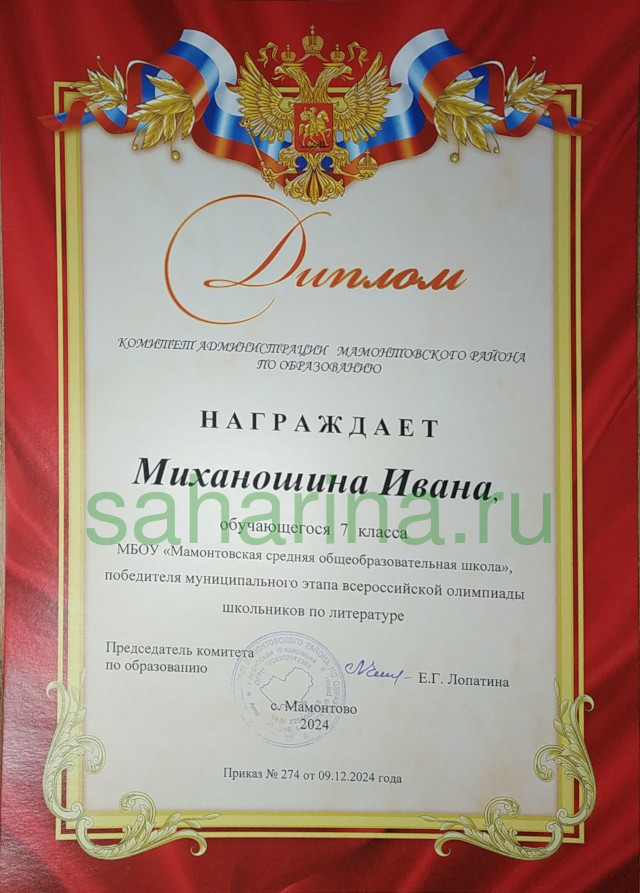 Диплом
КОМИТЕТ АДМИНИСТРАЦИИ МАМОНТОВСКОГО РАЙОНА
ПО ОБРАЗОВАНИЮ
НАГРАЖДАЕТ
Миханошина Ивана,
saharina.ru
обучающегося 7 класса
МБОУ «Мамонтовская средняя общеобразовательная школа»,
победителя муниципального этапа всероссийской олимпиады
школьников по литературе
Председатель комитета
по образованию
Е.Г. Лопатина
с. Мамонтово
2024
Приказ № 274 от 09.12.2024 года